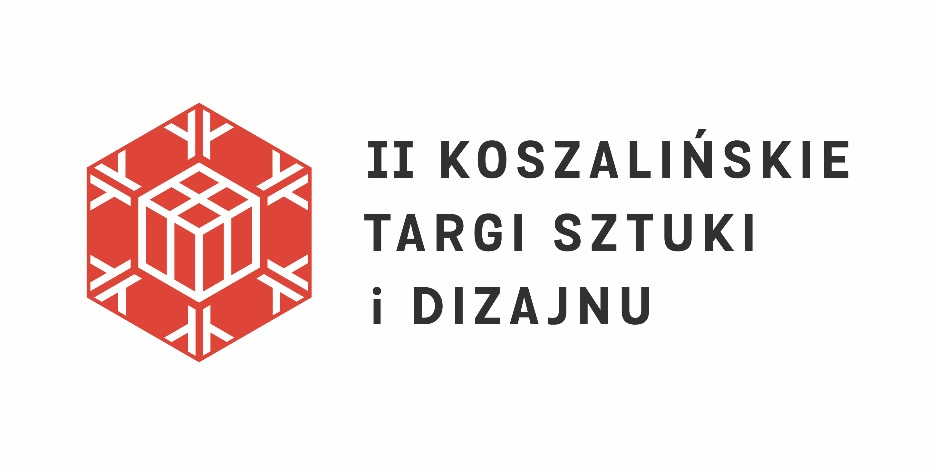 II KOSZALIŃSKIE
TARGI SZTUKI
i DIZAJNU